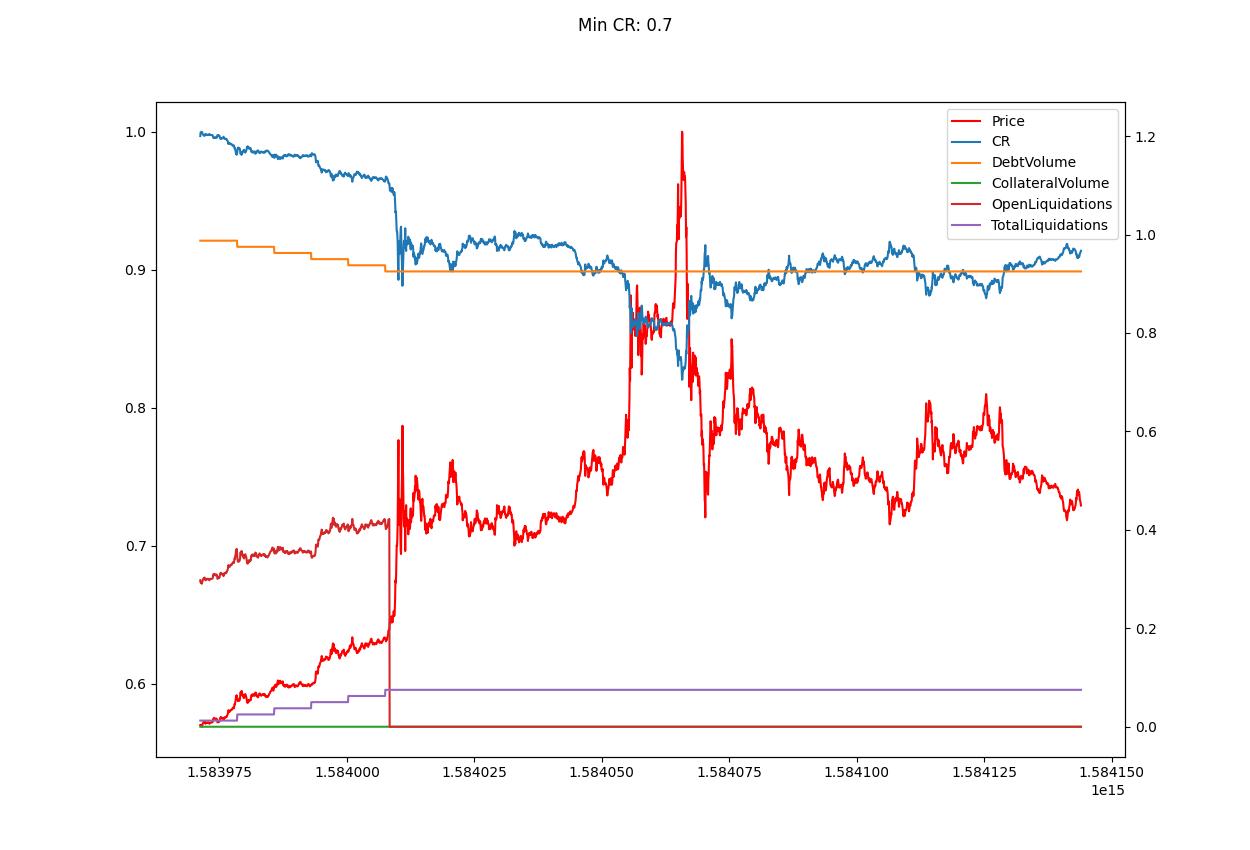 Min CR: 0.7
1.0
0.9
0.8
0.7
0.6
1.2
1.0
0.8
0.6
0.4
0.2
0.0
Price
CR
DebtVolume
CollateralVolume
OpenLiquidations
TotalLiquidations
1.583975 1.584000 1.584025 1.584050 1.584075 1.584100 1.584125 1.584150
1e15